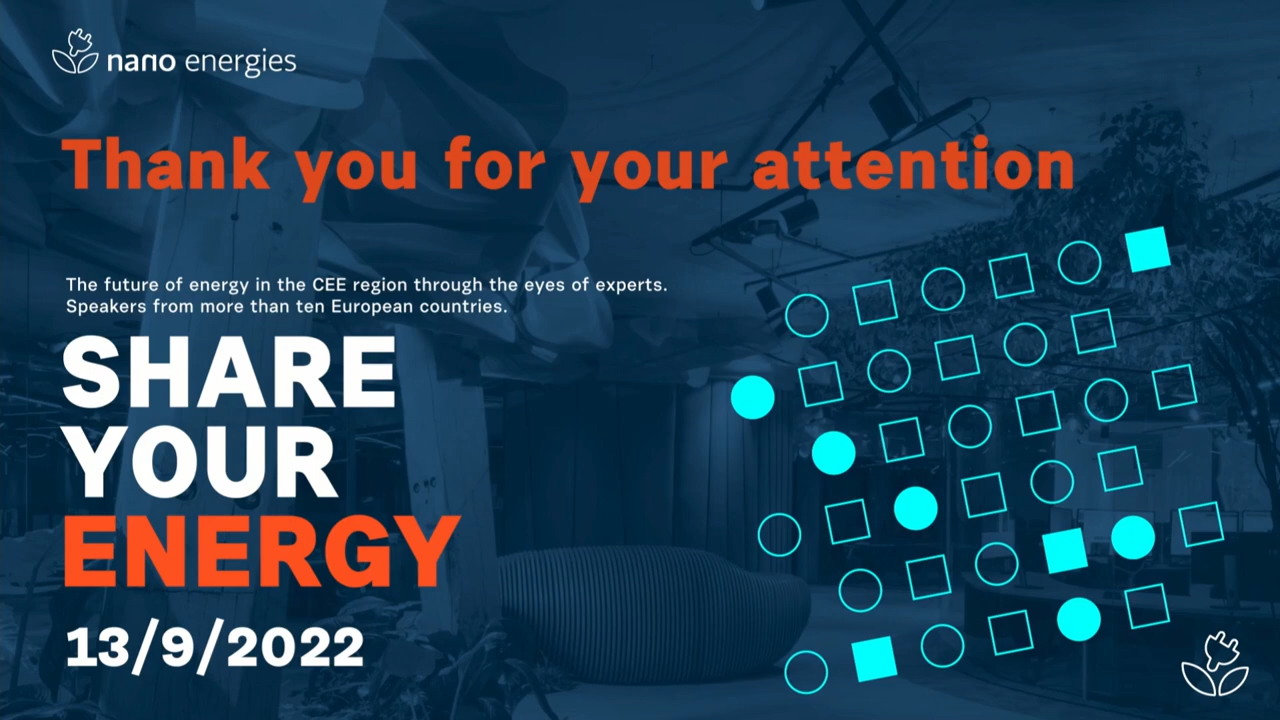 nano energies
Thank you for your attention
The future of energy in the CEE region through the eyes of experts.
Speakers from more than ten European countries.
SHARE
YOUR
ENERGY
13/9/2022